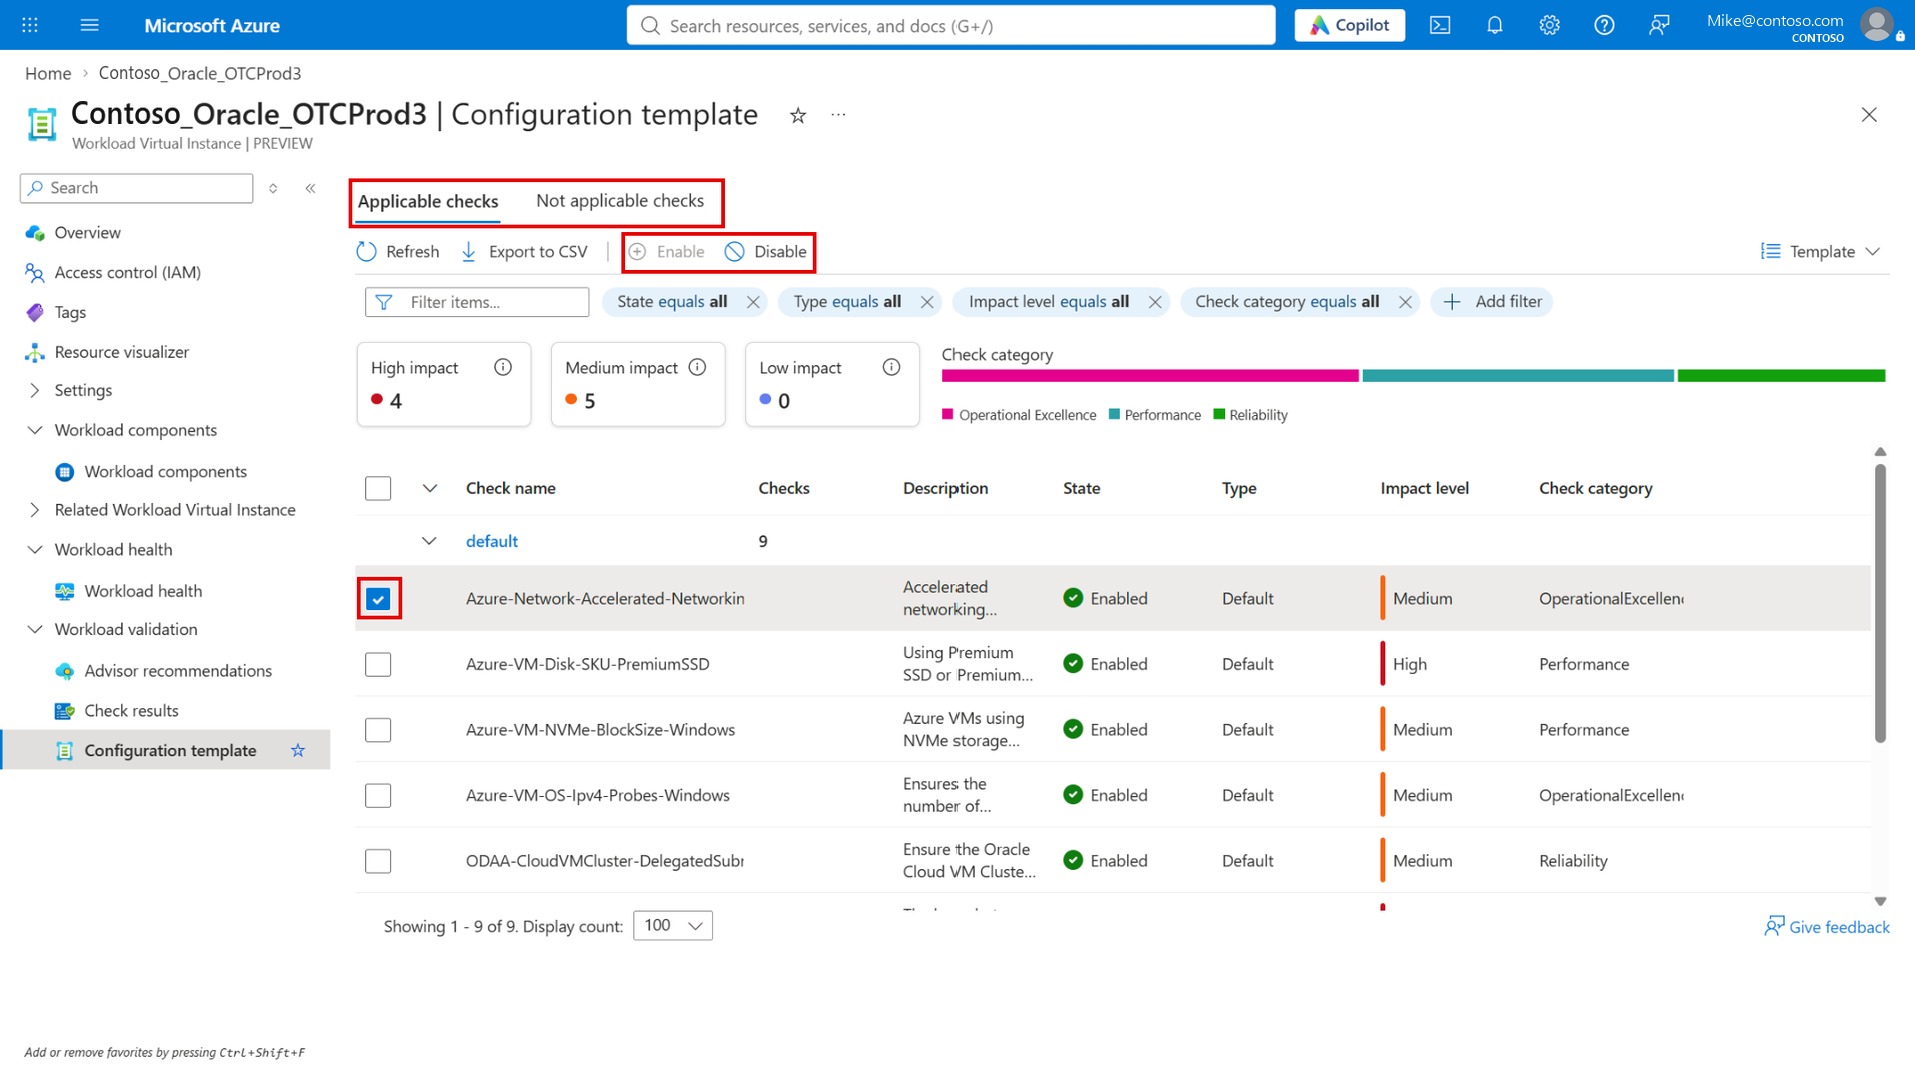 Microsoft Azure
Search resources, services, and docs (G+/)
Copilot
Mike@contoso.com
CONTOSO
Home > Contoso_Oracle_OTCProd3
Contoso_Oracle_OTCProd3 | Configuration template
Workload Virtual Instance | PREVIEW
Search
Overview
Access control (IAM)
Tags
Resource visualizer
Settings
Workload components
Workload components
Related Workload Virtual Instance
Workload health
Workload health
Workload validation
Advisor recommendations
Check results
Configuration template
Add or remove favorites by pressing Ctrl+Shift+F
Applicable checks Not applicable checks
Refresh Export to CSV Enable Disable Template
Filter items... State equals all Type equals all Impact level equals all Check category equals all Add filter
High impact
4
Medium impact
5
Low impact
0
Check category
Operational Excellence Performance Reliability
Check name Checks Description State Type Impact level Check category
default 9
Azure-Network-Accelerated-Networkin Accelerated networking... Enabled Default Medium OperationalExcellen
Azure-VM-Disk-SKU-PremiumSSD Using Premium SSD or Premium... Enabled Default High Performance
Azure-VM-NVMe-BlockSize-Windows Azure VMs using NVMe storage... Enabled Default Medium Performance
Azure-VM-OS-Ipv4-Probes-Windows Ensures the number of... Enabled Default Medium OperationalExcellen
ODAA-CloudVMCluster-DelegatedSubn Ensure the Oracle Cloud VM Cluste... Enabled Default Medium Reliability
Showing 1 - 9 of 9. Display count: 100
Give feedback